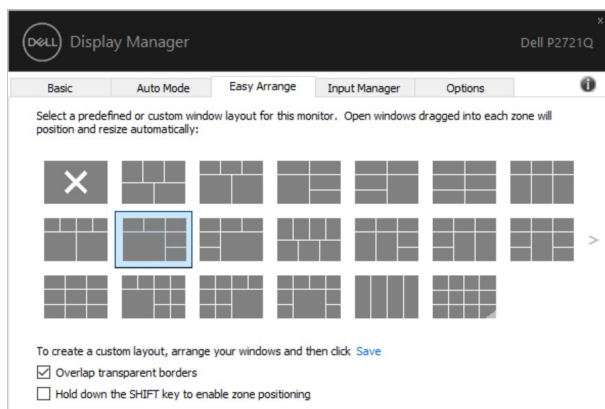 x
DELL Display Manager
Dell P2721Q
Basic Auto Mode Easy Arrange Input Manager Options i
Select a predefined or custom window layout for this monitor. Open windows dragged into each zone will
position and resize automatically:
>
To create a custom layout, arrange your windows and then click Save
Overlap transparent borders
Hold down the SHIFT key to enable zone positioning